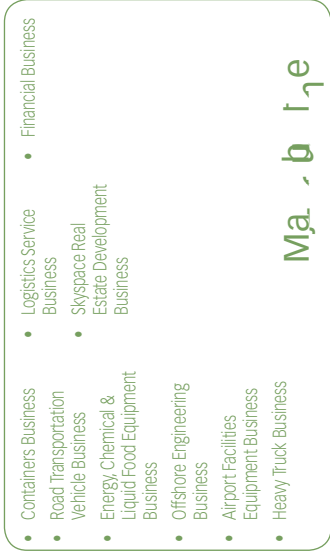 • Containers Business
• Road Transportation
Vehicle Business
• Energy, Chemical &
Liquid Food Equipment
Business
• Offshore Engineering
Business
• Airport Facilities
Equipment Business
• Heavy Truck Business
• Logistics Service
Business
• Skyspace Real
Estate Development
Business
• Financial Business